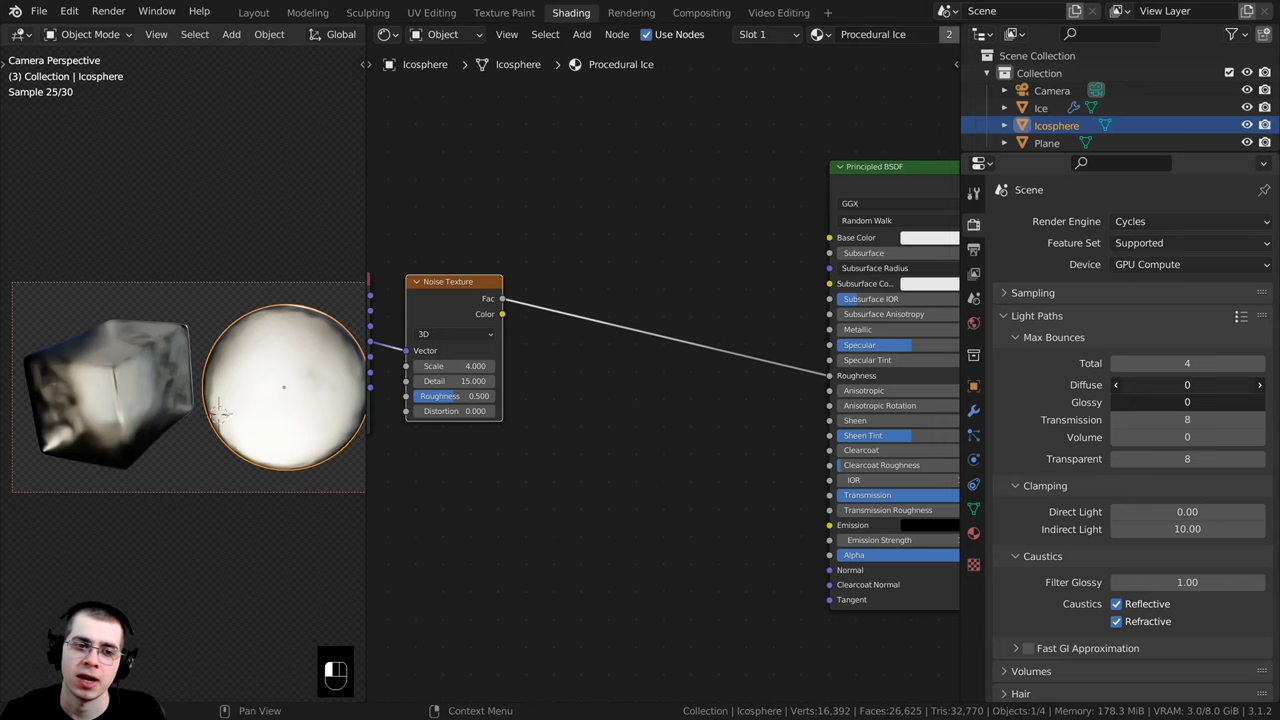 File Edit Render Window Help Layout Modeling Sculpting UV Editing Texture Paint Shading Rendering Compositing Video Editing Scene View Layer
Object Mode View Select Add Object Global Object View Select Add Node Use Nodes Slot 1 Procedural Ice 2
Camera Perspective
(3) Collection | Icosphere
Sample 25/30
Icosphere Icosphere Procedural Ice
Noise Texture
Fac
Color
3D
Vector
Scale 4.000
Detail 15.000
Roughness 0.500
Distortion 0.000
Principled BSDF
GGX
Random Walk
Base Color
Subsurface
Subsurface Radius
Subsurface Co...
Subsurface IOR
Subsurface Anisotropy
Metallic
Specular
Specular Tint
Roughness
Anisotropic
Anisotropic Rotation
Sheen
Sheen Tint
Clearcoat
Clearcoat Roughness
IOR
Transmission
Transmission Roughness
Emission
Emission Strength
Alpha
Normal
Clearcoat Normal
Tangent
Scene Collection
Collection
Camera
Ice
Icosphere
Plane
Scene
Render Engine Cycles
Feature Set Supported
Device GPU Compute
Sampling
Light Paths
Max Bounces
Total 4
Diffuse 0
Glossy 0
Transmission 8
Volume 0
Transparent 8
Clamping
Direct Light 0.00
Indirect Light 10.00
Caustics
Filter Glossy 1.00
Caustics Reflective
Refractive
Fast GI Approximation
Volumes
Hair
Pan View Context Menu Collection | Icosphere | Verts:16,392 | Faces:26,625 | Tris:32,770 | Objects:1/4 | Memory: 178.3 MiB | VRAM: 3.0/8.0 GiB | 3.1.2